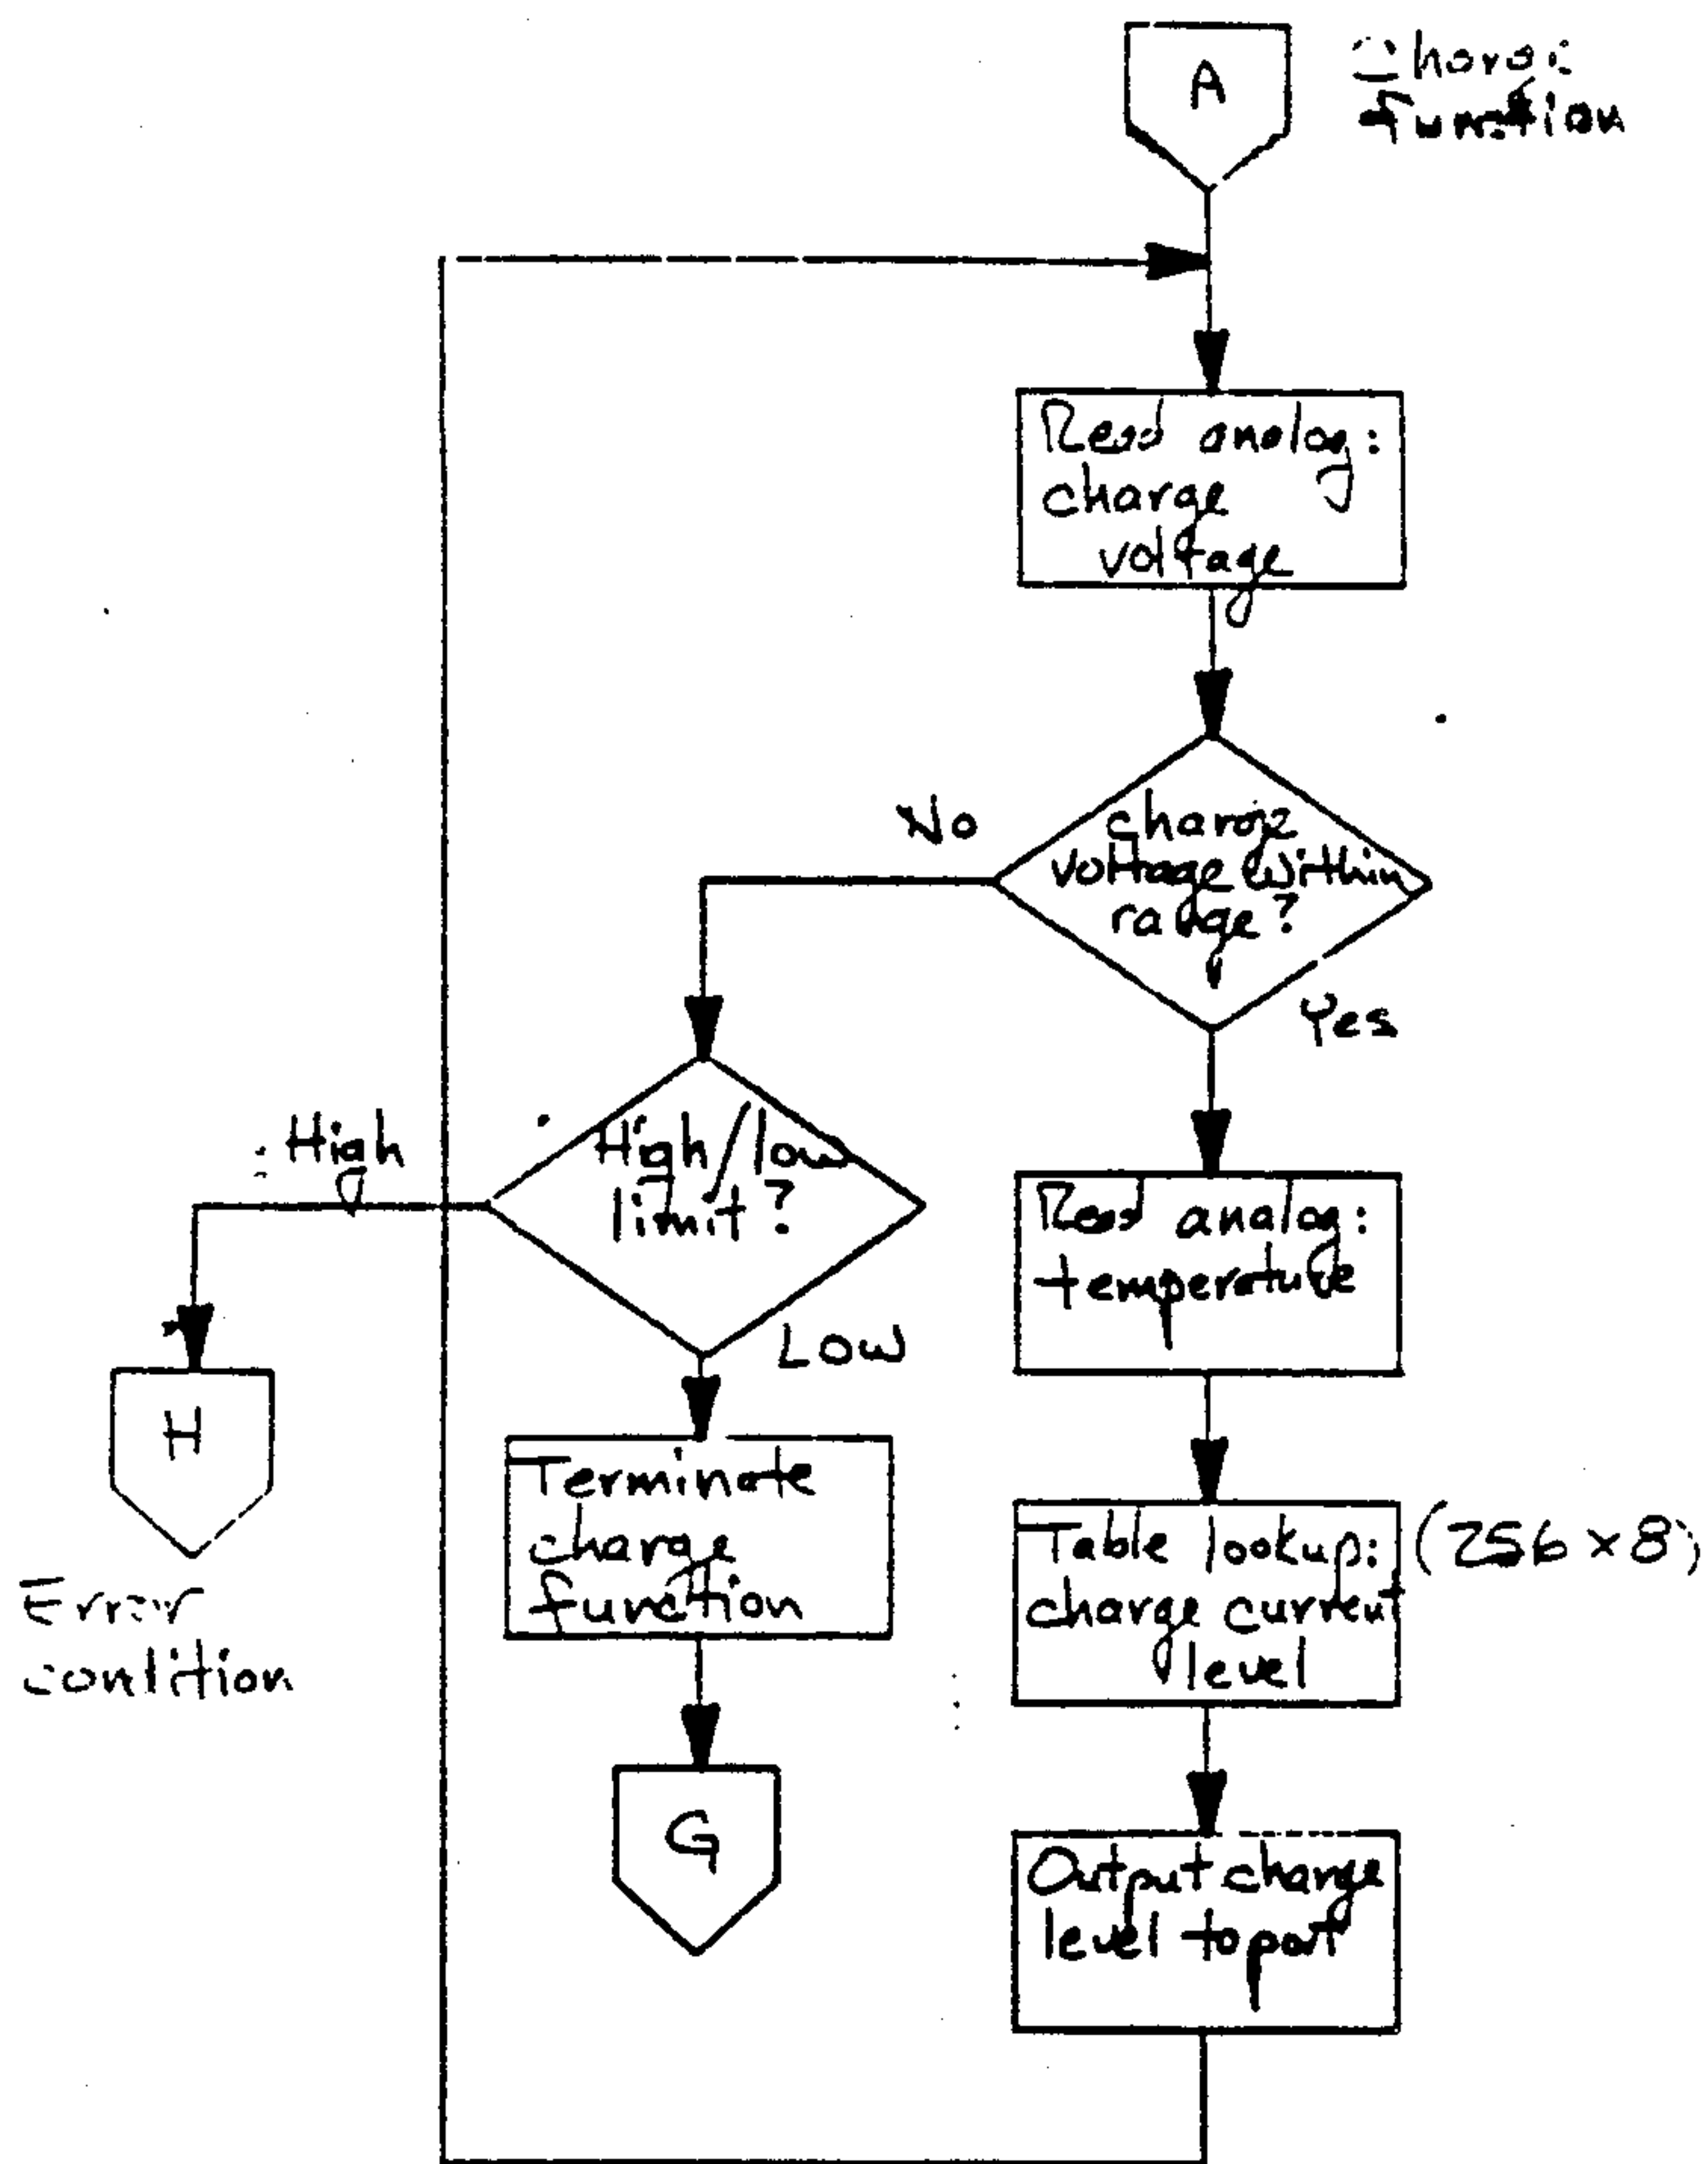 A
Charge
function
Read analog:
charge
voltage
No
charge
voltage within
range?
Yes
High
High/low
limit?
Low
Read analog:
temperature
H
Error
condition
Terminate
charge
function
Table lookup:
charge current
level
(256 x 8)
G
Output charge
level to port